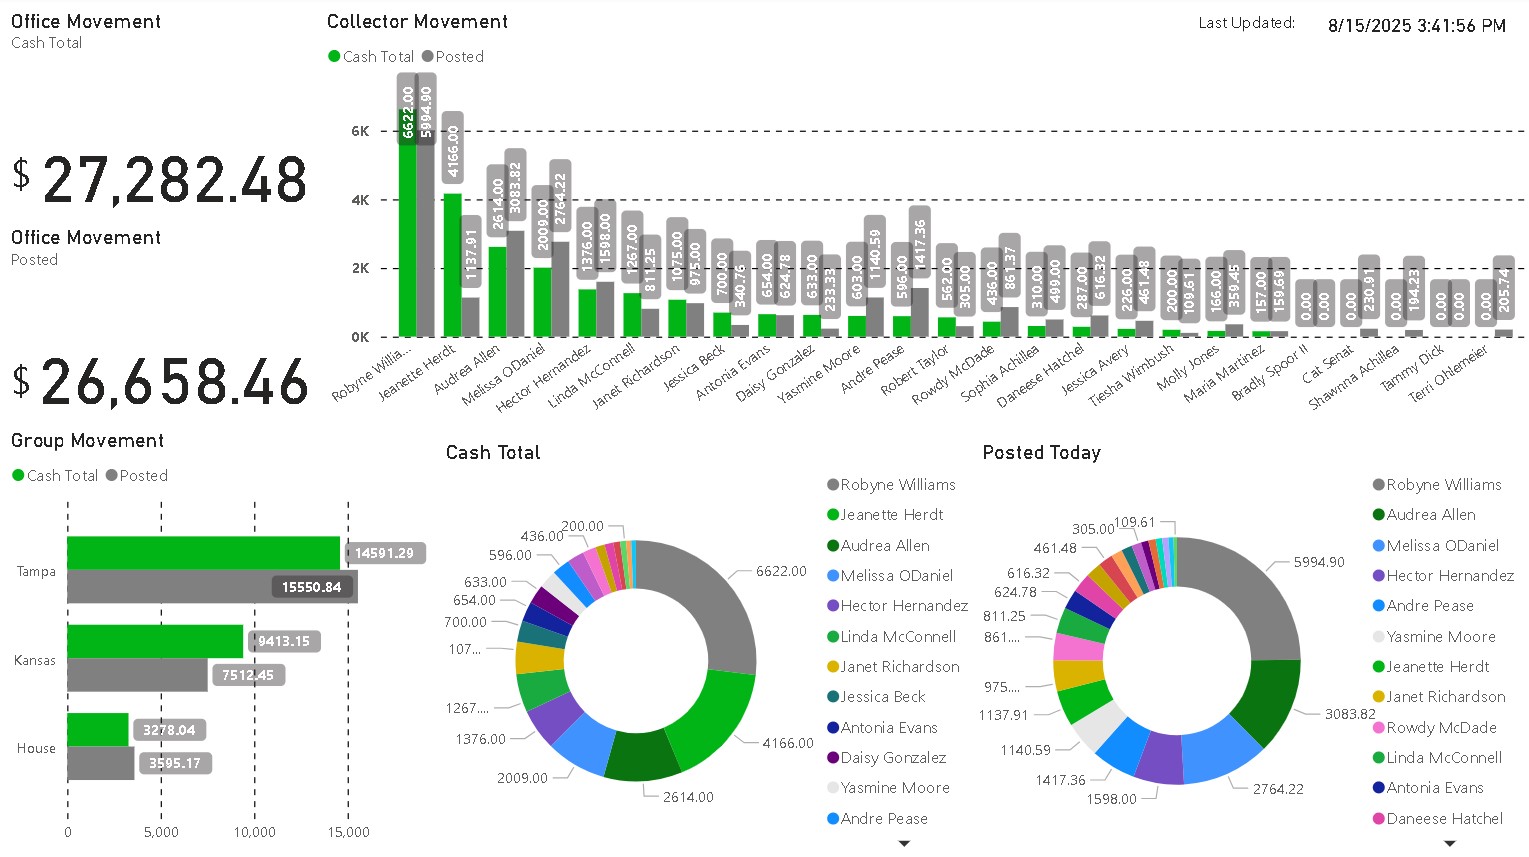 Office Movement
Cash Total
$ 27,282.48
Office Movement
Posted
$ 26,658.46
Collector Movement
Cash Total Posted
Last Updated: 8/15/2025 3:41:56 PM
6K
4K
2K
0K
6622.00 5994.90
4166.00 1137.91
2614.00 3083.82
2009.00 2764.22
1376.00 1598.00
1267.00 811.25
1075.00 975.00
700.00 340.76
654.00 624.78
633.00 233.33
603.00 1140.59
596.00 1417.36
562.00 305.00
436.00 861.37
310.00 499.00
287.00 616.32
226.00 461.48
200.00 109.61
166.00 359.45
157.00 159.69
0.00 0.00
0.00 230.91
0.00 194.23
0.00 0.00
0.00 205.74
Robyne Willia...
Jeanette Herdt
Audrea Allen
Melissa ODaniel
Hector Hernandez
Linda McConnell
Janet Richardson
Jessica Beck
Antonia Evans
Daisy Gonzalez
Yasmine Moore
Andre Pease
Robert Taylor
Rowdy McDade
Sophia Achillea
Daneese Hatchel
Jessica Avery
Tiesha Wimbush
Molly Jones
Maria Martinez
Bradly Spoor II
Cat Senat
Shawnna Achillea
Tammy Dick
Terri Ohlemeier
Group Movement
Cash Total Posted
Tampa
14591.29
15550.84
Kansas
9413.15
7512.45
House
3278.04
3595.17
0 5,000 10,000 15,000
Cash Total
6622.00
4166.00
2614.00
2009.00
1376.00
1267....
107...
700.00
654.00
633.00
596.00
436.00
200.00
Robyne Williams
Jeanette Herdt
Audrea Allen
Melissa ODaniel
Hector Hernandez
Linda McConnell
Janet Richardson
Jessica Beck
Antonia Evans
Daisy Gonzalez
Yasmine Moore
Andre Pease
Posted Today
5994.90
3083.82
2764.22
1598.00
1417.36
1140.59
1137.91
975....
861....
811.25
624.78
616.32
461.48
305.00
109.61
Robyne Williams
Audrea Allen
Melissa ODaniel
Hector Hernandez
Andre Pease
Yasmine Moore
Jeanette Herdt
Janet Richardson
Rowdy McDade
Linda McConnell
Antonia Evans
Daneese Hatchel